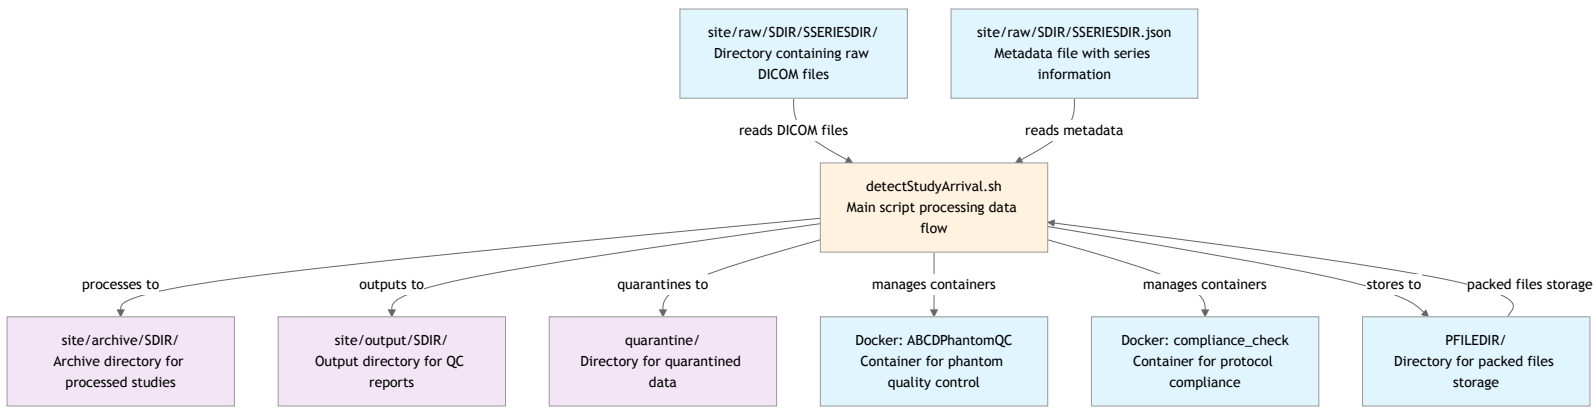 site/raw/SDIR/SSERIESDIR/
Directory containing raw
DICOM files
site/raw/SDIR/SSERIESDIR.json
Metadata file with series
information
reads DICOM files
reads metadata
detectStudyArrival.sh
Main script processing data
flow
processes to
outputs to
quarantines to
manages containers
manages containers
stores to
packed files storage
site/archive/SDIR/
Archive directory for
processed studies
site/output/SDIR/
Output directory for QC
reports
quarantine/
Directory for quarantined
data
Docker: ABCDPhantomQC
Container for phantom
quality control
Docker: compliance_check
Container for protocol
compliance
PFILEDIR/
Directory for packed files
storage